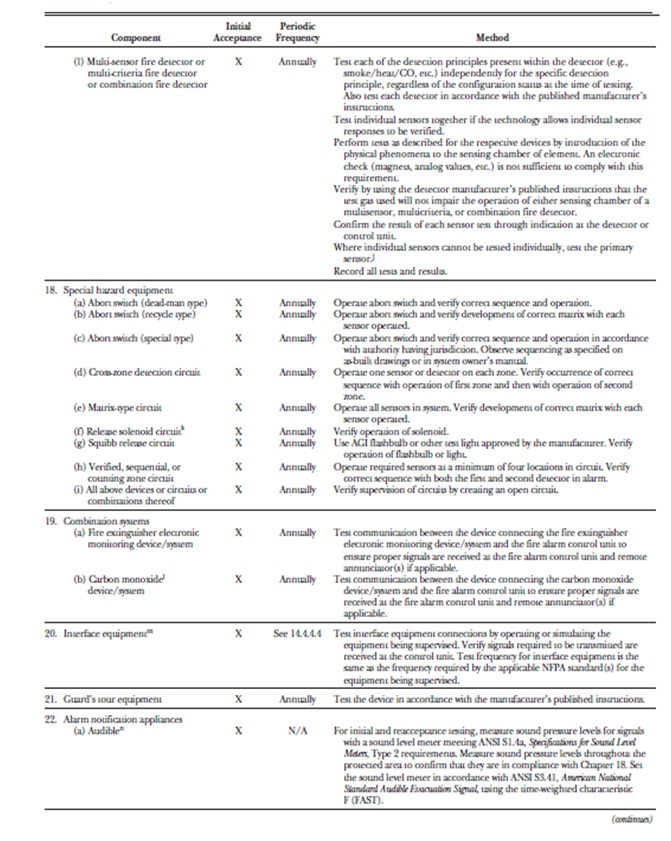 Component Initial Acceptance Periodic Frequency Method
(l) Multi-sensor fire detector or multi-criteria fire detector or combination fire detector X Annually Test each of the detection principles present within the detector (e.g.,
smoke/heat/CO, etc.) independently for the specific detection
principle, regardless of the configuration status at the time of testing.
Also test each detector in accordance with the published manufacturer's
instructions.
Test individual sensors together if the technology allows individual sensor
responses to be verified.
Perform tests as described for the respective devices by introduction of the
physical phenomena to the sensing chamber of element. An electronic
check (magnets, analog values, etc.) is not sufficient to comply with this
requirement.
Verify by using the detector manufacturer's published instructions that the
test gas used will not impair the operation of either sensing chamber of a
multisensor, multicriteria, or combination fire detector.
Confirm the result of each sensor test through indication at the detector or
control unit.
Where individual sensors cannot be tested individually, test the primary
sensor.j
Record all tests and results.
18. Special hazard equipment
(a) Abort switch (dead-man type) X Annually Operate abort switch and verify correct sequence and operation.
(b) Abort switch (recycle type) X Annually Operate abort switch and verify development of correct matrix with each
sensor operated.
(c) Abort switch (special type) X Annually Operate abort switch and verify correct sequence and operation in accordance
with authority having jurisdiction. Observe sequencing as specified on
as-built drawings or in system owner's manual.
(d) Cross-zone detection circuit X Annually Operate one sensor or detector on each zone. Verify occurrence of correct
sequence with operation of first zone and then with operation of second
zone.
(e) Matrix-type circuit X Annually Operate all sensors in system. Verify development of correct matrix with each
sensor operated.
(f) Release solenoid circuitk X Annually Verify operation of solenoid.
(g) Squibb release circuit X Annually Use AGI flashbulb or other test light approved by the manufacturer. Verify
operation of flashbulb or light.
(h) Verified, sequential, or X Annually Operate required sensors at a minimum of four locations in circuit. Verify
counting zone circuit correct sequence with both the first and second detector in alarm.
(i) All above devices or circuits or X Annually Verify supervision of circuits by creating an open circuit.
combinations thereof
19. Combination systems
(a) Fire extinguisher electronic X Annually Test communication between the device connecting the fire extinguisher
monitoring device/system electronic monitoring device/system and the fire alarm control unit to
ensure proper signals are received at the fire alarm control unit and remote
annunciator(s) if applicable.
(b) Carbon monoxidel X Annually Test communication between the device connecting the carbon monoxide
device/system device/system and the fire alarm control unit to ensure proper signals are
received at the fire alarm control unit and remote annunciator(s) if
applicable.
20. Interface equipmentm X See 14.4.4.4 Test interface equipment connections by operating or simulating the
equipment being supervised. Verify signals required to be transmitted are
received at the control unit. Test frequency for interface equipment is the
same as the frequency required by the applicable NFPA standard(s) for the
equipment being supervised.
21. Guard's tour equipment X Annually Test the device in accordance with the manufacturer's published instructions.
22. Alarm notification appliances
(a) Audiblen X N/A For initial and reacceptance testing, measure sound pressure levels for signals
with a sound level meter meeting ANSI S1.4a, Specifications for Sound Level
Meters, Type 2 requirements. Measure sound pressure levels throughout the
protected area to confirm that they are in compliance with Chapter 18. Set
the sound level meter in accordance with ANSI S3.41, American National
Standard Audible Evacuation Signal, using the time-weighted characteristic
F (FAST).
(continues)